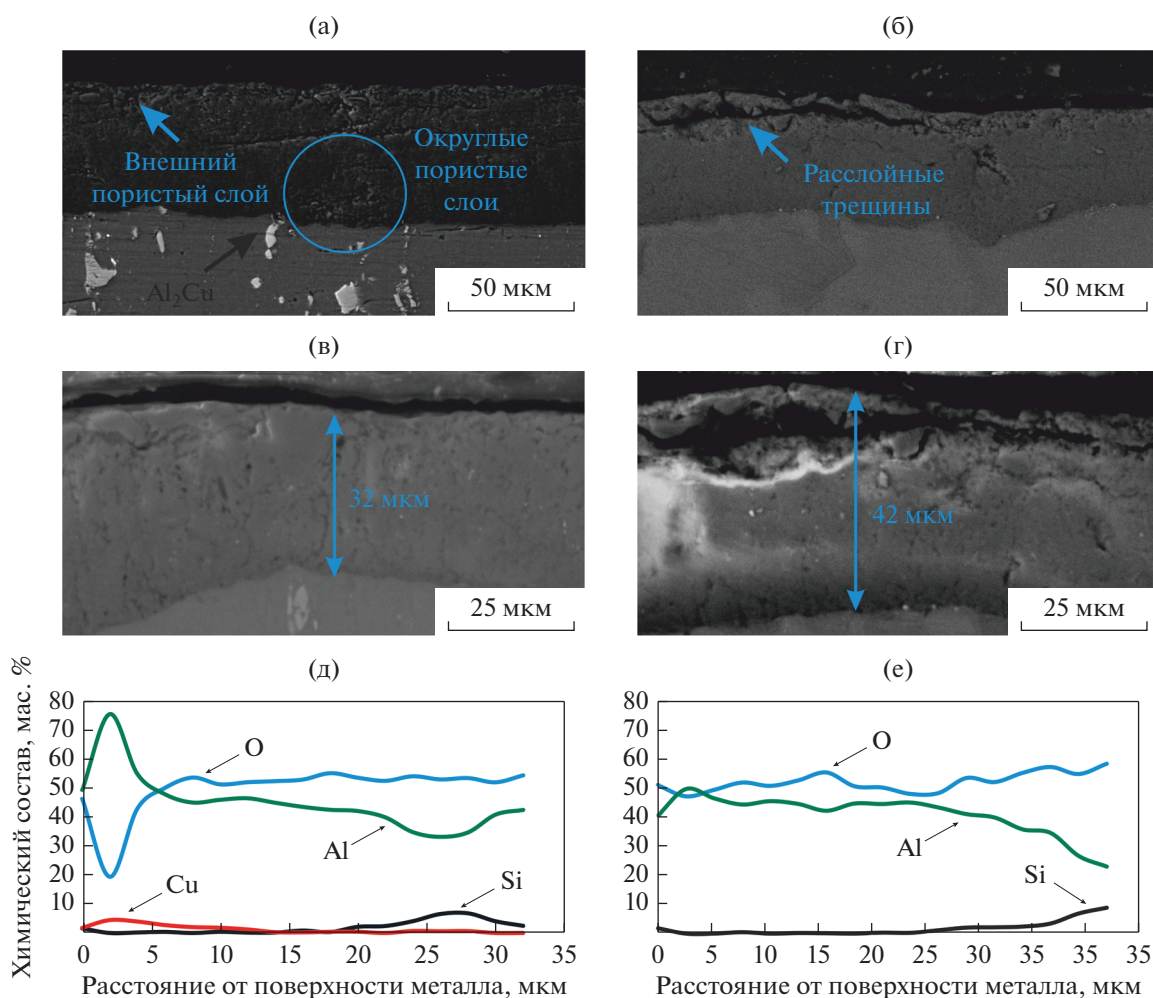 (а)
(б)
Внешний
пористый слой
Округлые
пористые
слои
Al₂Cu
50 мкм
Расслойные
трещины
50 мкм
(в)
(г)
32 мкм
25 мкм
42 мкм
25 мкм
(д)
(е)
Химический состав, мас. %
80
70
60
50
40
30
20
10
O
Al
Cu
Si
0
5
10
15
20
25
30
35
Расстояние от поверхности металла, мкм
80
70
60
50
40
30
20
10
O
Al
Si
0
5
10
15
20
20
25
30
35
35
Расстояние от поверхности металла, мкм